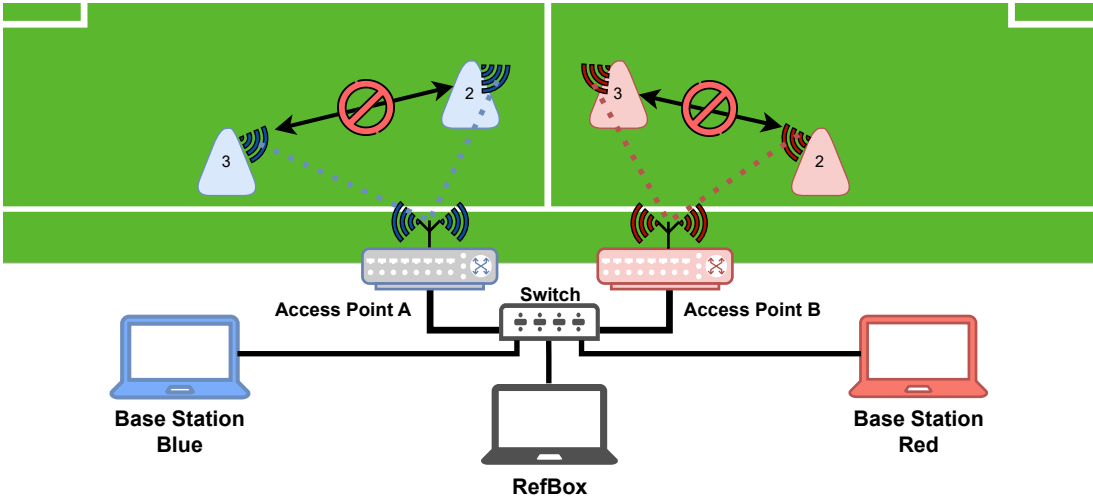 2
3
3
2
Access Point A
Switch
Access Point B
Base Station
Blue
Base Station
Red
RefBox